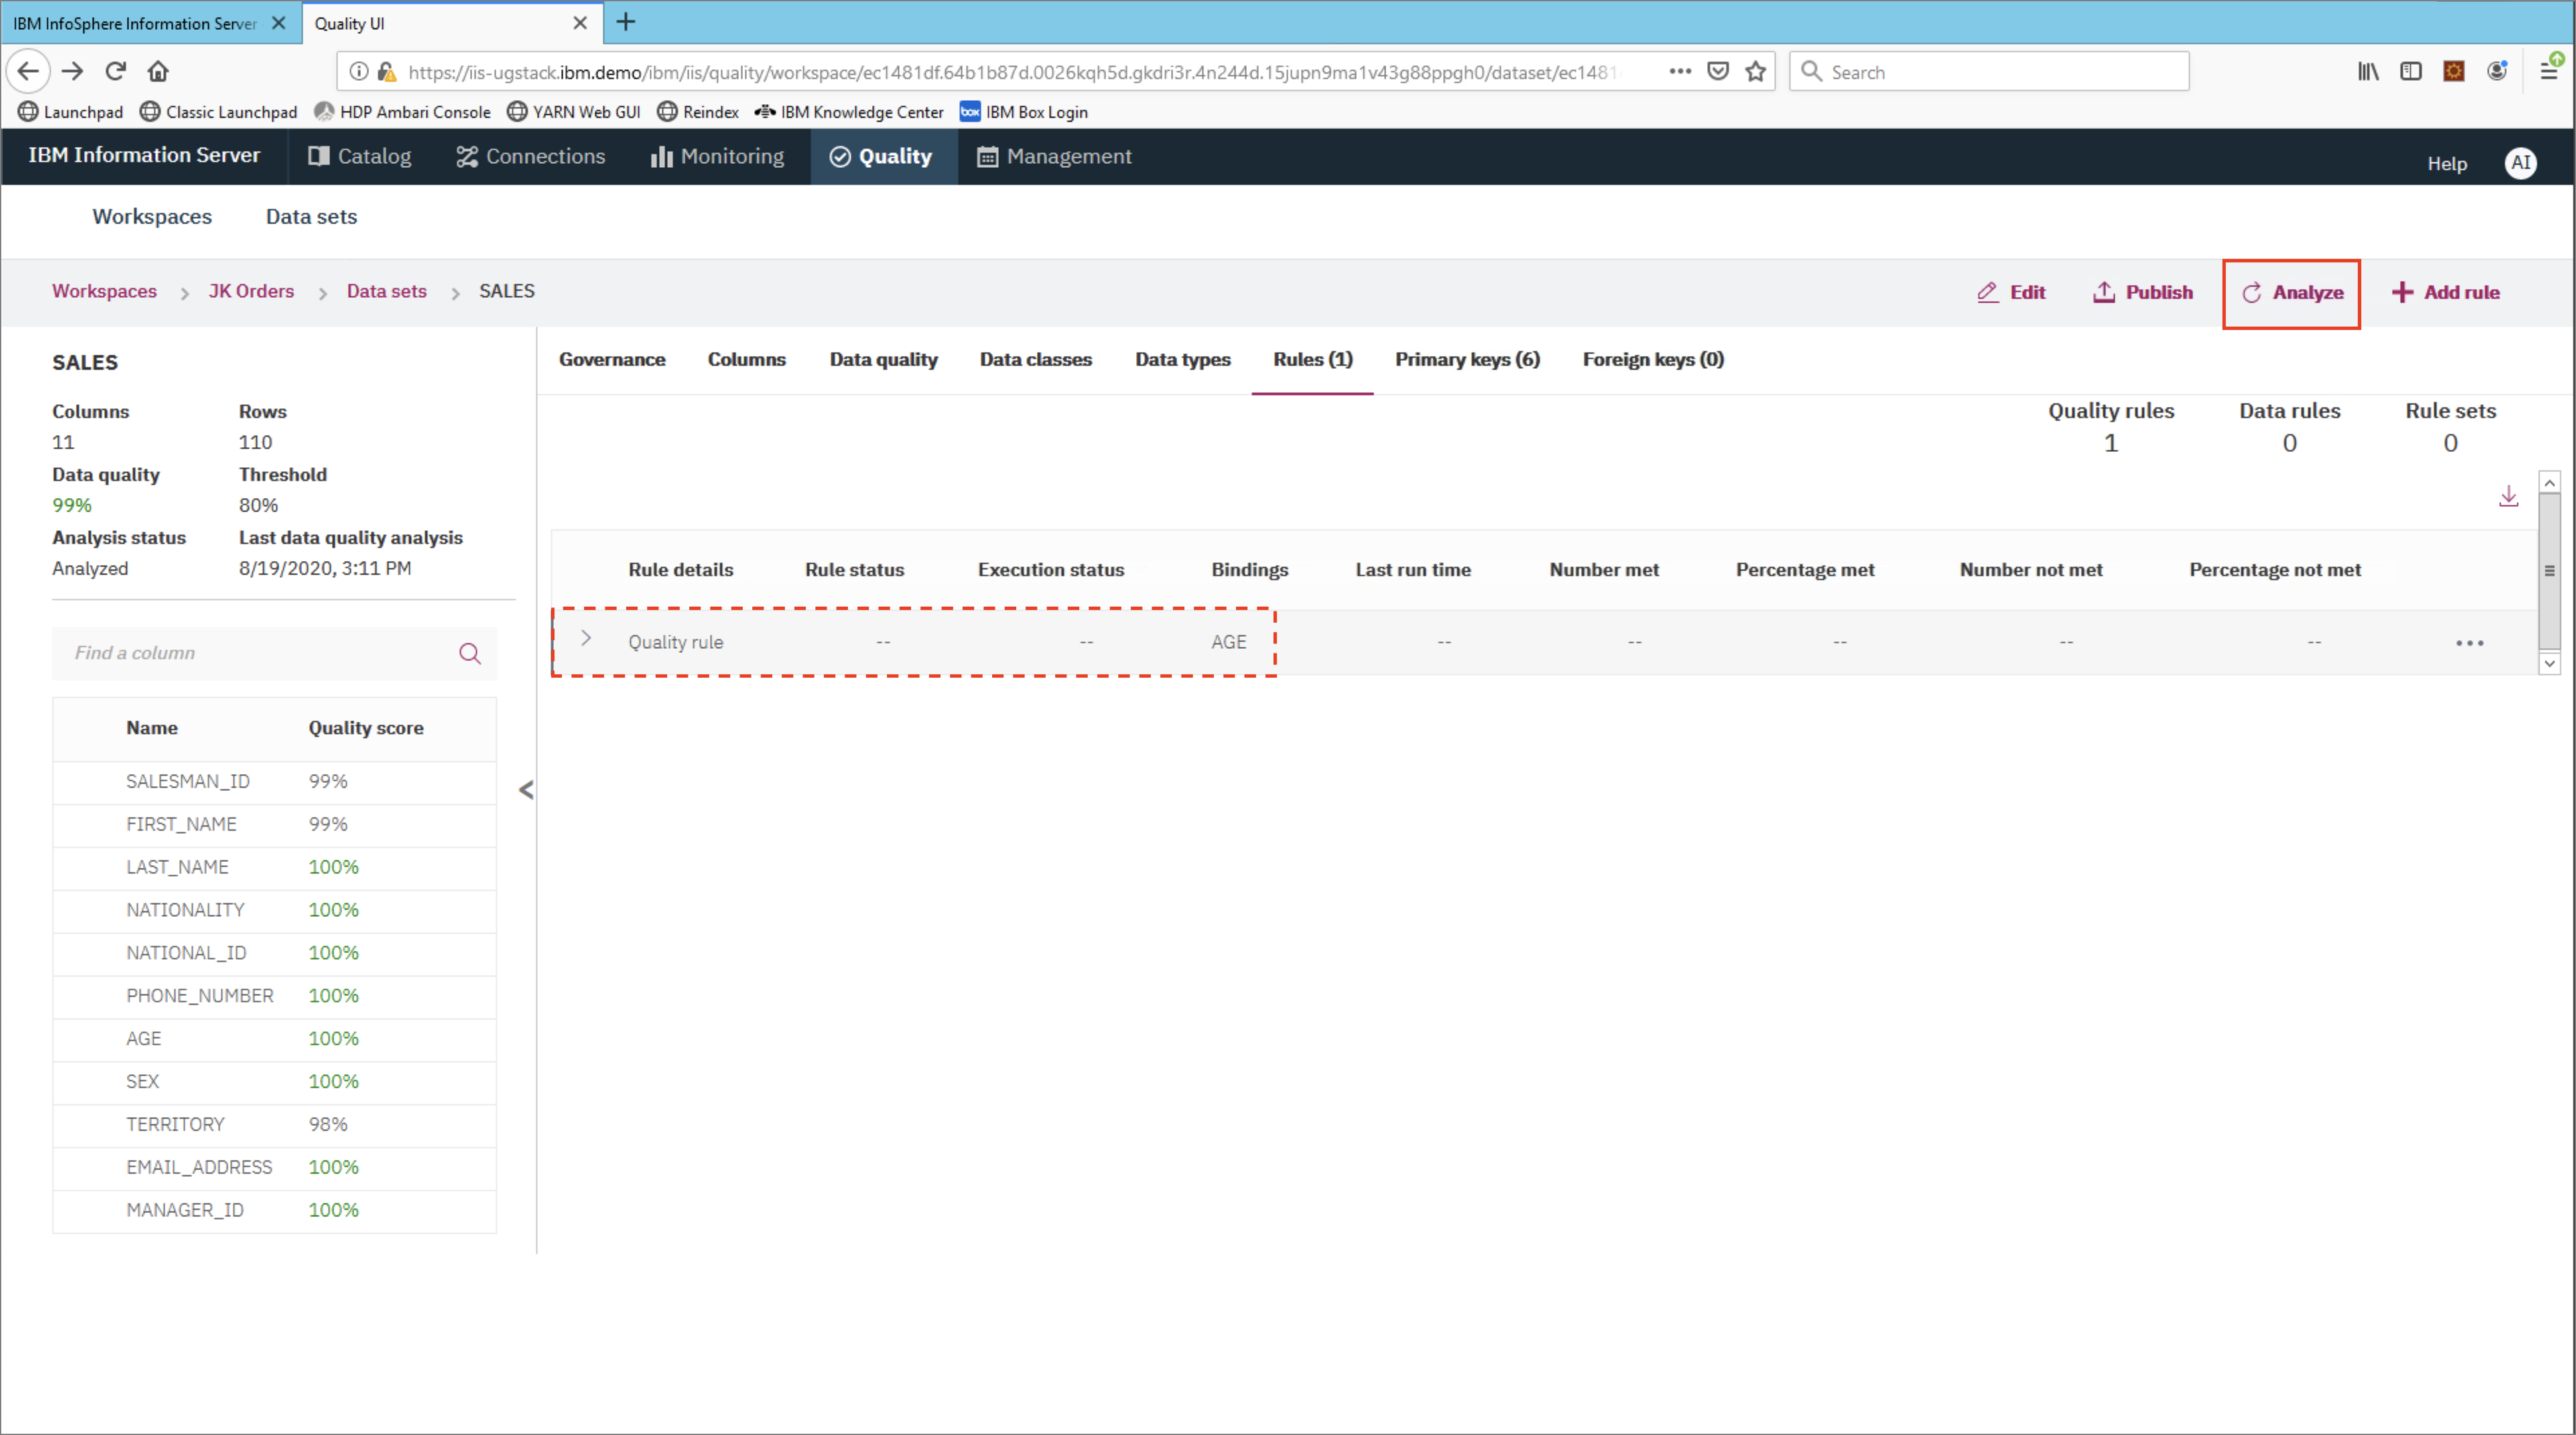 IBM InfoSphere Information Server
Quality UI
https://iis-ugstack.ibm.demo/ibm/iis/quality/workspace/ec1481df.64b1b87d.0026kqh5d.gkdri3r.4n244d.15jupn9ma1v43g88ppgh0/dataset/ec1481
Search
Launchpad Classic Launchpad HDP Ambari Console YARN Web GUI Reindex IBM Knowledge Center box IBM Box Login
IBM Information Server Catalog Connections Monitoring Quality Management Help AI
Workspaces Data sets
Workspaces > JK Orders > Data sets > SALES
Edit Publish Analyze + Add rule
SALES
Columns Rows
11 110
Data quality Threshold
99% 80%
Analysis status Last data quality analysis
Analyzed 8/19/2020, 3:11 PM
Find a column
Name Quality score
SALESMAN_ID 99%
FIRST_NAME 99%
LAST_NAME 100%
NATIONALITY 100%
NATIONAL_ID 100%
PHONE_NUMBER 100%
AGE 100%
SEX 100%
TERRITORY 98%
EMAIL_ADDRESS 100%
MANAGER_ID 100%
Governance Columns Data quality Data classes Data types Rules (1) Primary keys (6) Foreign keys (0)
Quality rules Data rules Rule sets
1 0 0
Rule details Rule status Execution status Bindings Last run time Number met Percentage met Number not met Percentage not met
Quality rule -- -- AGE -- -- -- -- --